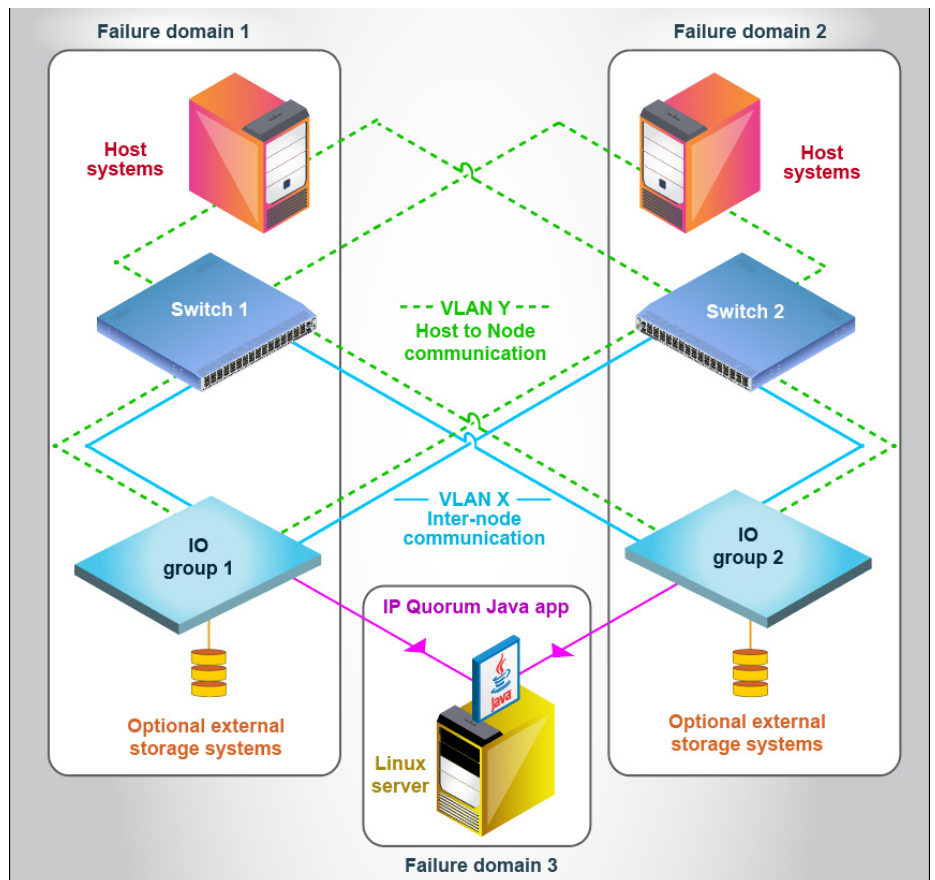 Failure domain 1
Failure domain 2
Host
systems
Host
systems
Switch 1
Switch 2
VLAN Y
Host to Node
communication
VLAN X
Inter-node
communication
IO
group 1
IO
group 2
IP Quorum Java app
Java
Optional external
storage systems
Optional external
storage systems
Linux
server
Failure domain 3